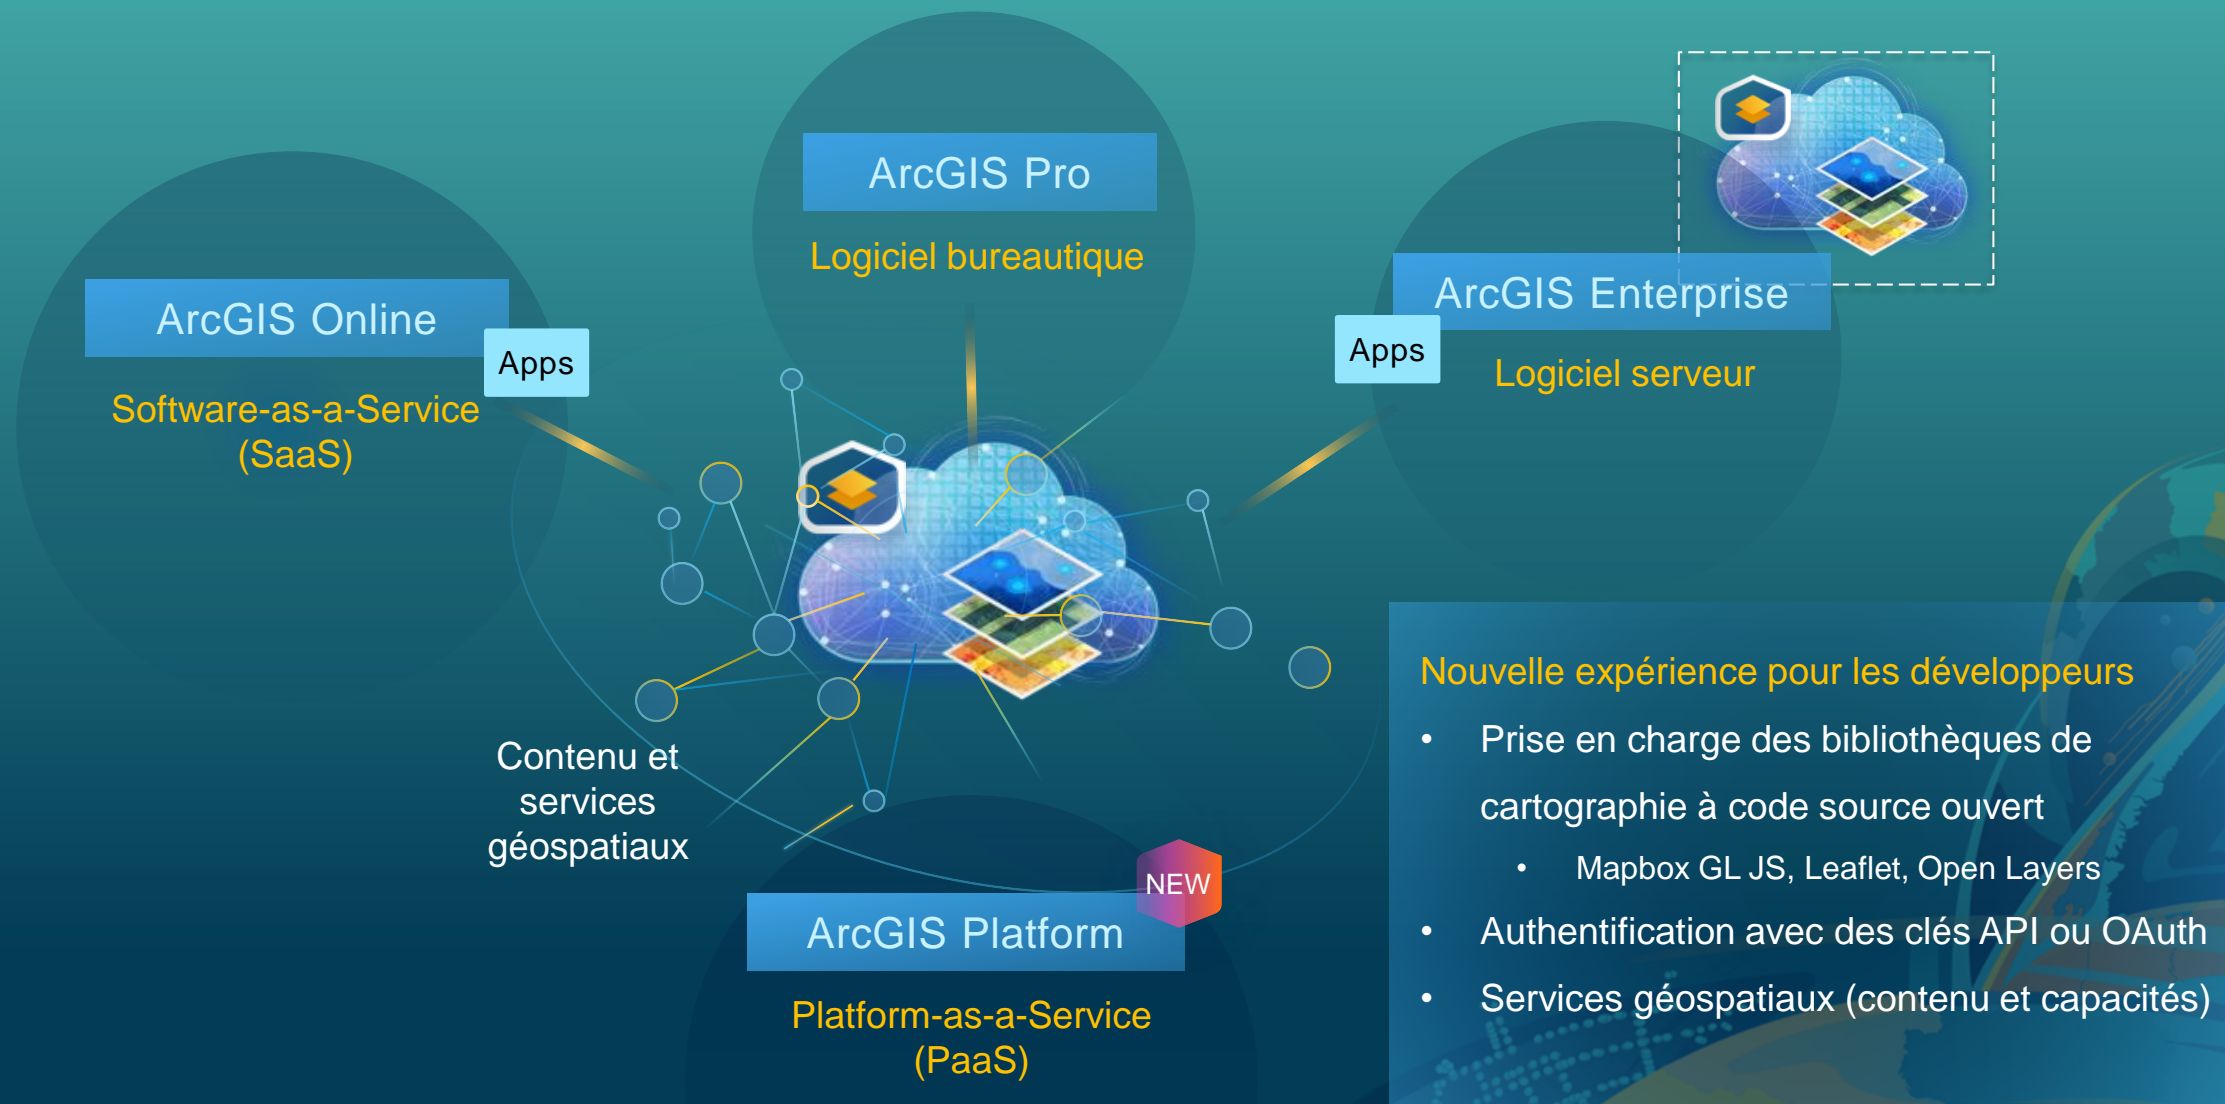 ArcGIS Pro
Logiciel bureautique
ArcGIS Online
Apps
Software-as-a-Service
(SaaS)
ArcGIS Enterprise
Apps
Logiciel serveur
Contenu et
services
géospatiaux
NEW
ArcGIS Platform
Platform-as-a-Service
(PaaS)
Nouvelle expérience pour les développeurs
• Prise en charge des bibliothèques de
cartographie à code source ouvert
• Mapbox GL JS, Leaflet, Open Layers
• Authentification avec des clés API ou OAuth
• Services géospatiaux (contenu et capacités)